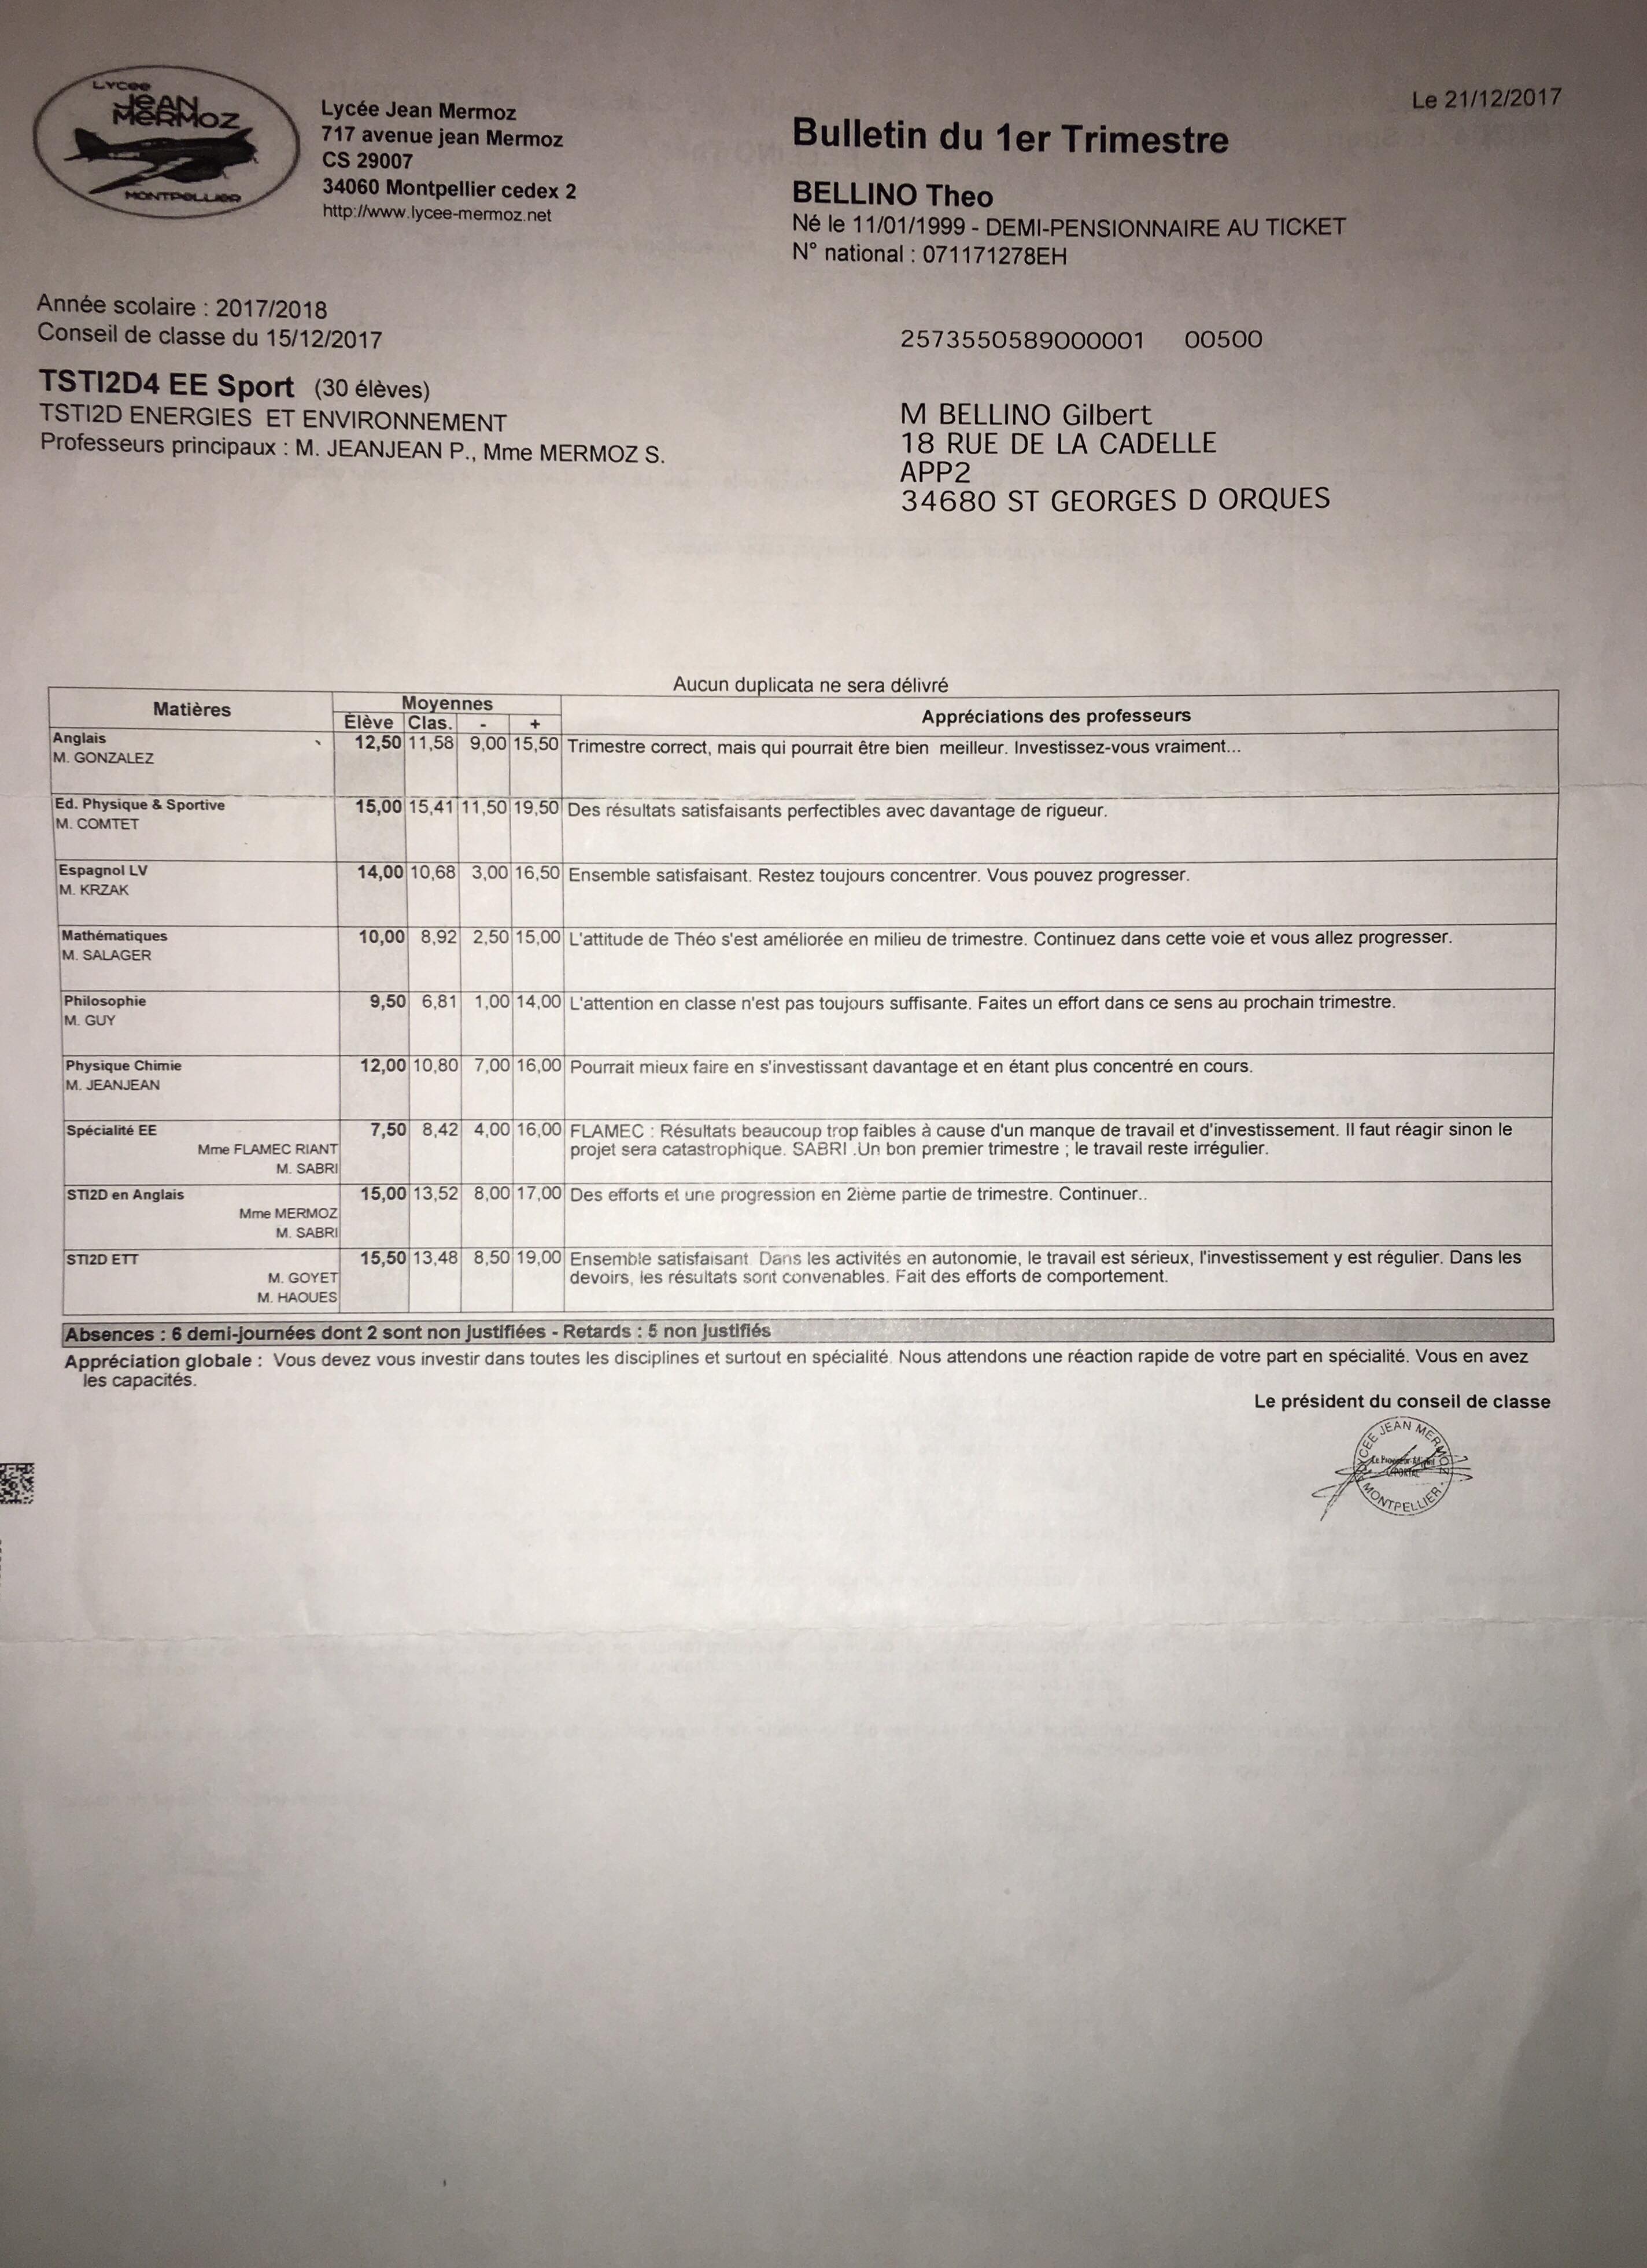 Lycée
JEAN
MERMOZ
MONTPELLIER
Lycée Jean Mermoz
717 avenue jean Mermoz
CS 29007
34060 Montpellier cedex 2
http://www.lycee-mermoz.net
Le 21/12/2017
Bulletin du 1er Trimestre
BELLINO Theo
Né le 11/01/1999 - DEMI-PENSIONNAIRE AU TICKET
N° national : 071171278EH
Année scolaire : 2017/2018
Conseil de classe du 15/12/2017
TSTI2D4 EE Sport (30 élèves)
TSTI2D ENERGIES ET ENVIRONNEMENT
Professeurs principaux : M. JEANJEAN P., Mme MERMOZ S.
2573550589000001 00500
M BELLINO Gilbert
18 RUE DE LA CADELLE
APP2
34680 ST GEORGES D ORQUES
Aucun duplicata ne sera délivré
Matières Moyennes Appréciations des professeurs
Élève Clas. - +
Anglais 12,50 11,58 9,00 15,50 Trimestre correct, mais qui pourrait être bien meilleur. Investissez-vous vraiment...
M. GONZALEZ
Ed. Physique & Sportive 15,00 15,41 11,50 19,50 Des résultats satisfaisants perfectibles avec davantage de rigueur.
M. COMTET
Espagnol LV 14,00 10,68 3,00 16,50 Ensemble satisfaisant. Restez toujours concentrer. Vous pouvez progresser.
M. KRZAK
Mathématiques 10,00 8,92 2,50 15,00 L'attitude de Théo s'est améliorée en milieu de trimestre. Continuez dans cette voie et vous allez progresser.
M. SALAGER
Philosophie 9,50 6,81 1,00 14,00 L'attention en classe n'est pas toujours suffisante. Faites un effort dans ce sens au prochain trimestre.
M. GUY
Physique Chimie 12,00 10,80 7,00 16,00 Pourrait mieux faire en s'investissant davantage et en étant plus concentré en cours.
M. JEANJEAN
Spécialité EE 7,50 8,42 4,00 16,00 FLAMEC : Résultats beaucoup trop faibles à cause d'un manque de travail et d'investissement. Il faut réagir sinon le
Mme FLAMEC RIANT projet sera catastrophique. SABRI .Un bon premier trimestre ; le travail reste irrégulier.
M. SABRI
STI2D en Anglais 15,00 13,52 8,00 17,00 Des efforts et une progression en 2ième partie de trimestre. Continuer..
Mme MERMOZ
M. SABRI
STI2D ETT 15,50 13,48 8,50 19,00 Ensemble satisfaisant. Dans les activités en autonomie, le travail est sérieux, l'investissement y est régulier. Dans les
M. GOYET devoirs, les résultats sont convenables. Fait des efforts de comportement.
M. HAOUES
Absences : 6 demi-journées dont 2 sont non justifiées - Retards : 5 non justifiés
Appréciation globale : Vous devez vous investir dans toutes les disciplines et surtout en spécialité. Nous attendons une réaction rapide de votre part en spécialité. Vous en avez
les capacités.
Le président du conseil de classe
LYCEE JEAN MERMOZ
MONTPELLIER